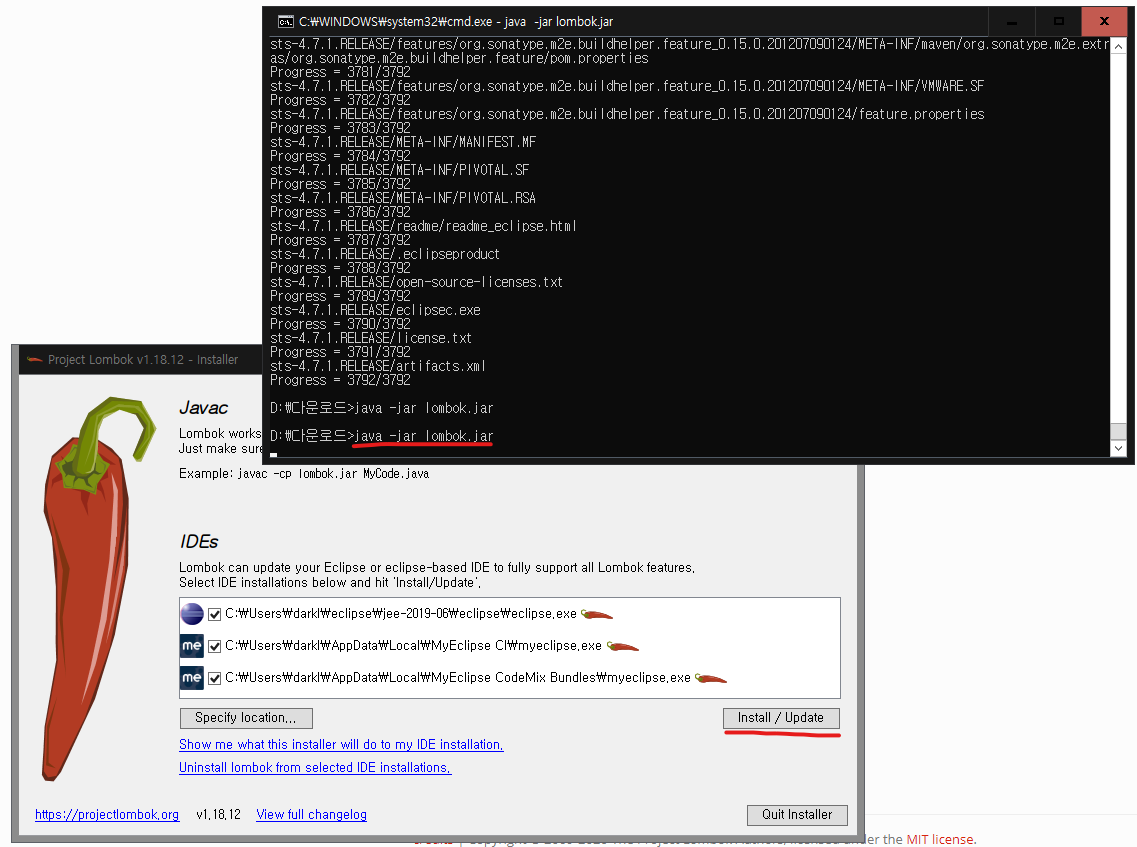 C:₩WINDOWS₩system32₩cmd.exe - java  -jar lombok.jar
sts-4.7.1.RELEASE/features/org.sonatype.m2e.buildhelper.feature_0.15.0.201207090124/META-INF/maven/org.sonatype.m2e.extr
as/org.sonatype.m2e.buildhelper.feature/pom.properties
Progress = 3781/3792
sts-4.7.1.RELEASE/features/org.sonatype.m2e.buildhelper.feature_0.15.0.201207090124/META-INF/VMWARE.SF
Progress = 3782/3792
sts-4.7.1.RELEASE/features/org.sonatype.m2e.buildhelper.feature_0.15.0.201207090124/feature.properties
Progress = 3783/3792
sts-4.7.1.RELEASE/META-INF/MANIFEST.MF
Progress = 3784/3792
sts-4.7.1.RELEASE/META-INF/PIVOTAL.SF
Progress = 3785/3792
sts-4.7.1.RELEASE/META-INF/PIVOTAL.RSA
Progress = 3786/3792
sts-4.7.1.RELEASE/readme/readme_eclipse.html
Progress = 3787/3792
sts-4.7.1.RELEASE/.eclipseproduct
Progress = 3788/3792
sts-4.7.1.RELEASE/open-source-licenses.txt
Progress = 3789/3792
sts-4.7.1.RELEASE/eclipsec.exe
Progress = 3790/3792
sts-4.7.1.RELEASE/license.txt
Progress = 3791/3792
sts-4.7.1.RELEASE/artifacts.xml
Progress = 3792/3792
D:₩다운로드>java -jar lombok.jar
D:₩다운로드>java -jar lombok.jar
Project Lombok v1.18.12 - Installer
Javac
Lombok works
Just make sure
Example: javac -cp lombok.jar MyCode.java
IDEs
Lombok can update your Eclipse or eclipse-based IDE to fully support all Lombok features.
Select IDE installations below and hit 'Install/Update'.
C:₩Users₩darkl₩eclipse₩jee-2019-06₩eclipse₩eclipse.exe
me C:₩Users₩darkl₩AppData₩Local₩MyEclipse CI₩myeclipse.exe
me C:₩Users₩darkl₩AppData₩Local₩MyEclipse CodeMix Bundles₩myeclipse.exe
Specify location... Install / Update
Show me what this installer will do to my IDE installation.
Uninstall lombok from selected IDE installations.
https://projectlombok.org v1.18.12 View full changelog Quit Installer
the MIT license.